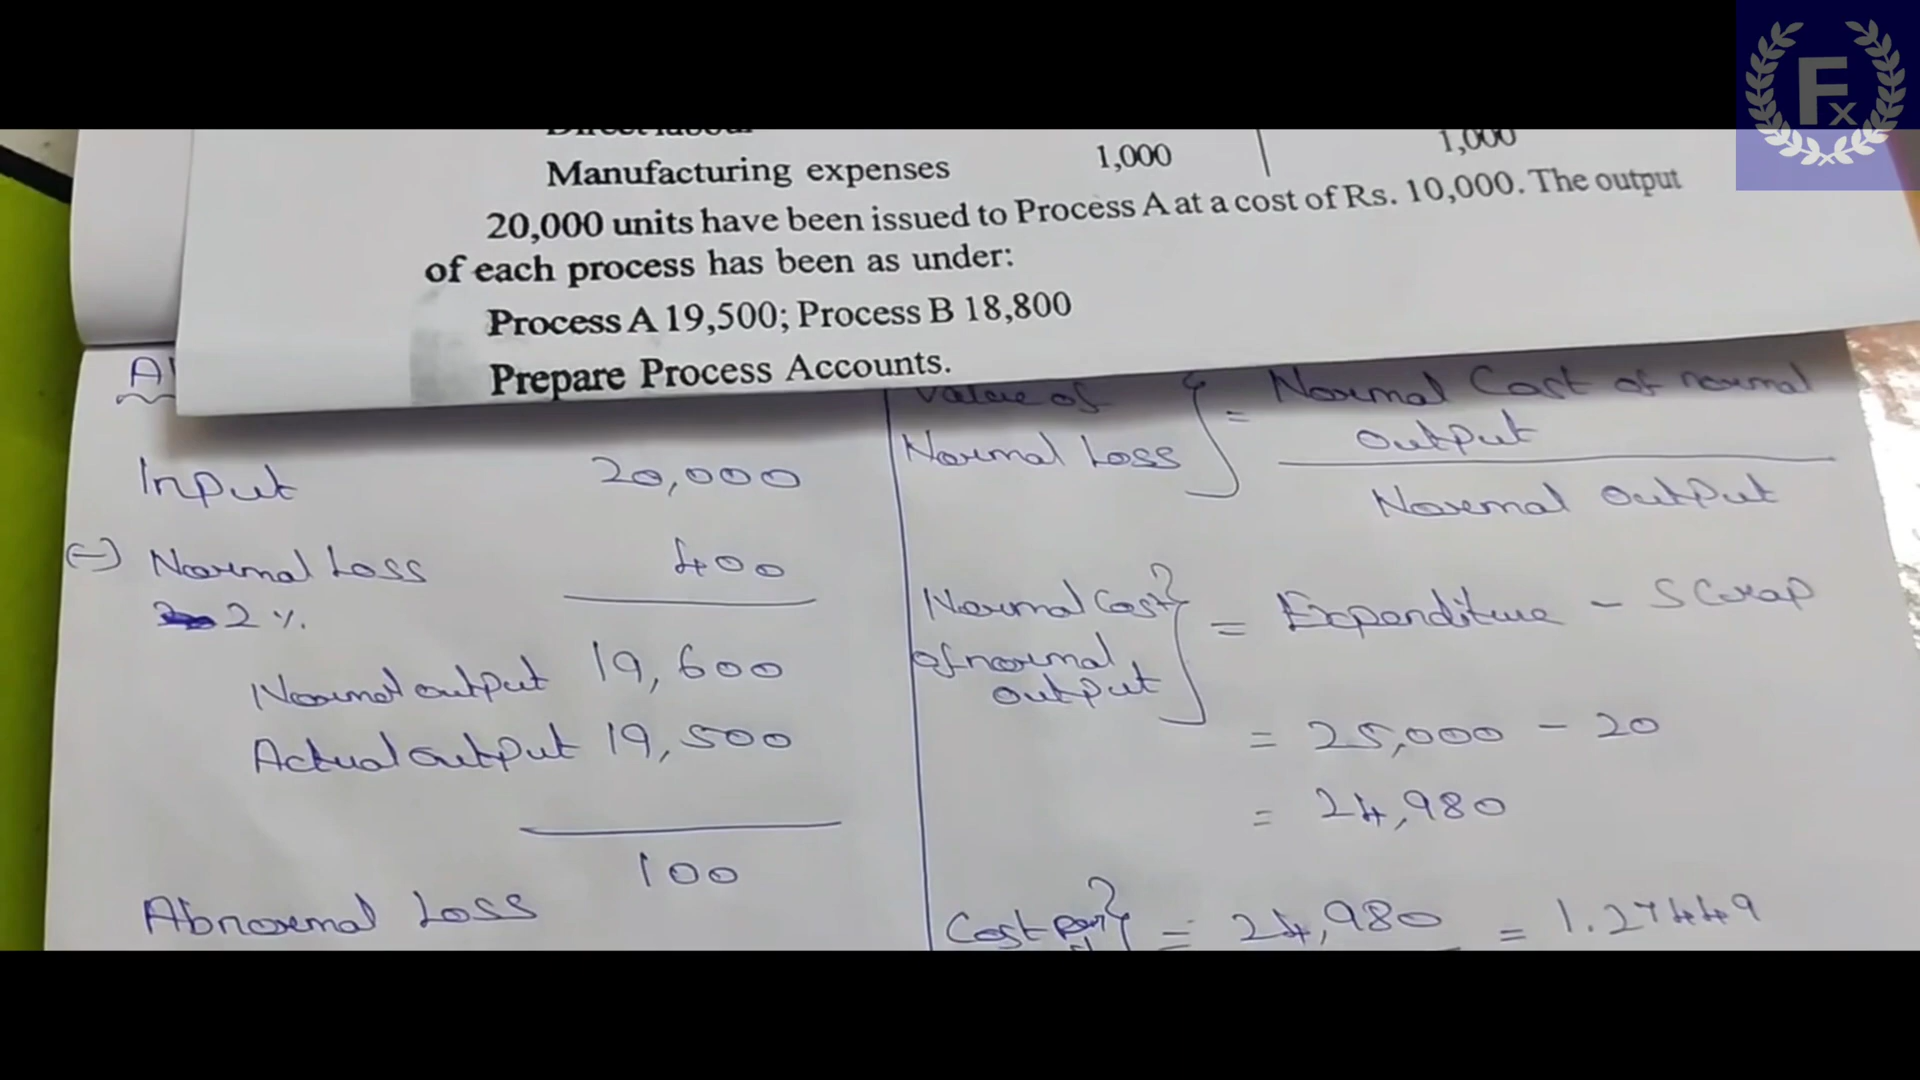 Fx
Direct labour
Manufacturing expenses 1,000 1,000
20,000 units have been issued to Process A at a cost of Rs. 10,000. The output
of each process has been as under:
Process A 19,500; Process B 18,800
Prepare Process Accounts.
Input 20,000
(-) Normal Loss 400
2%.
Normal output 19,600
Actual output 19,500
100
Abnormal Loss
Value of
Normal Loss } = Normal Cost of normal
output
Normal output
Normal Cost
of normal
output } = Expenditure - Scrap
= 25,000 - 20
= 24,980
Cost per } = 24,980 = 1.27449